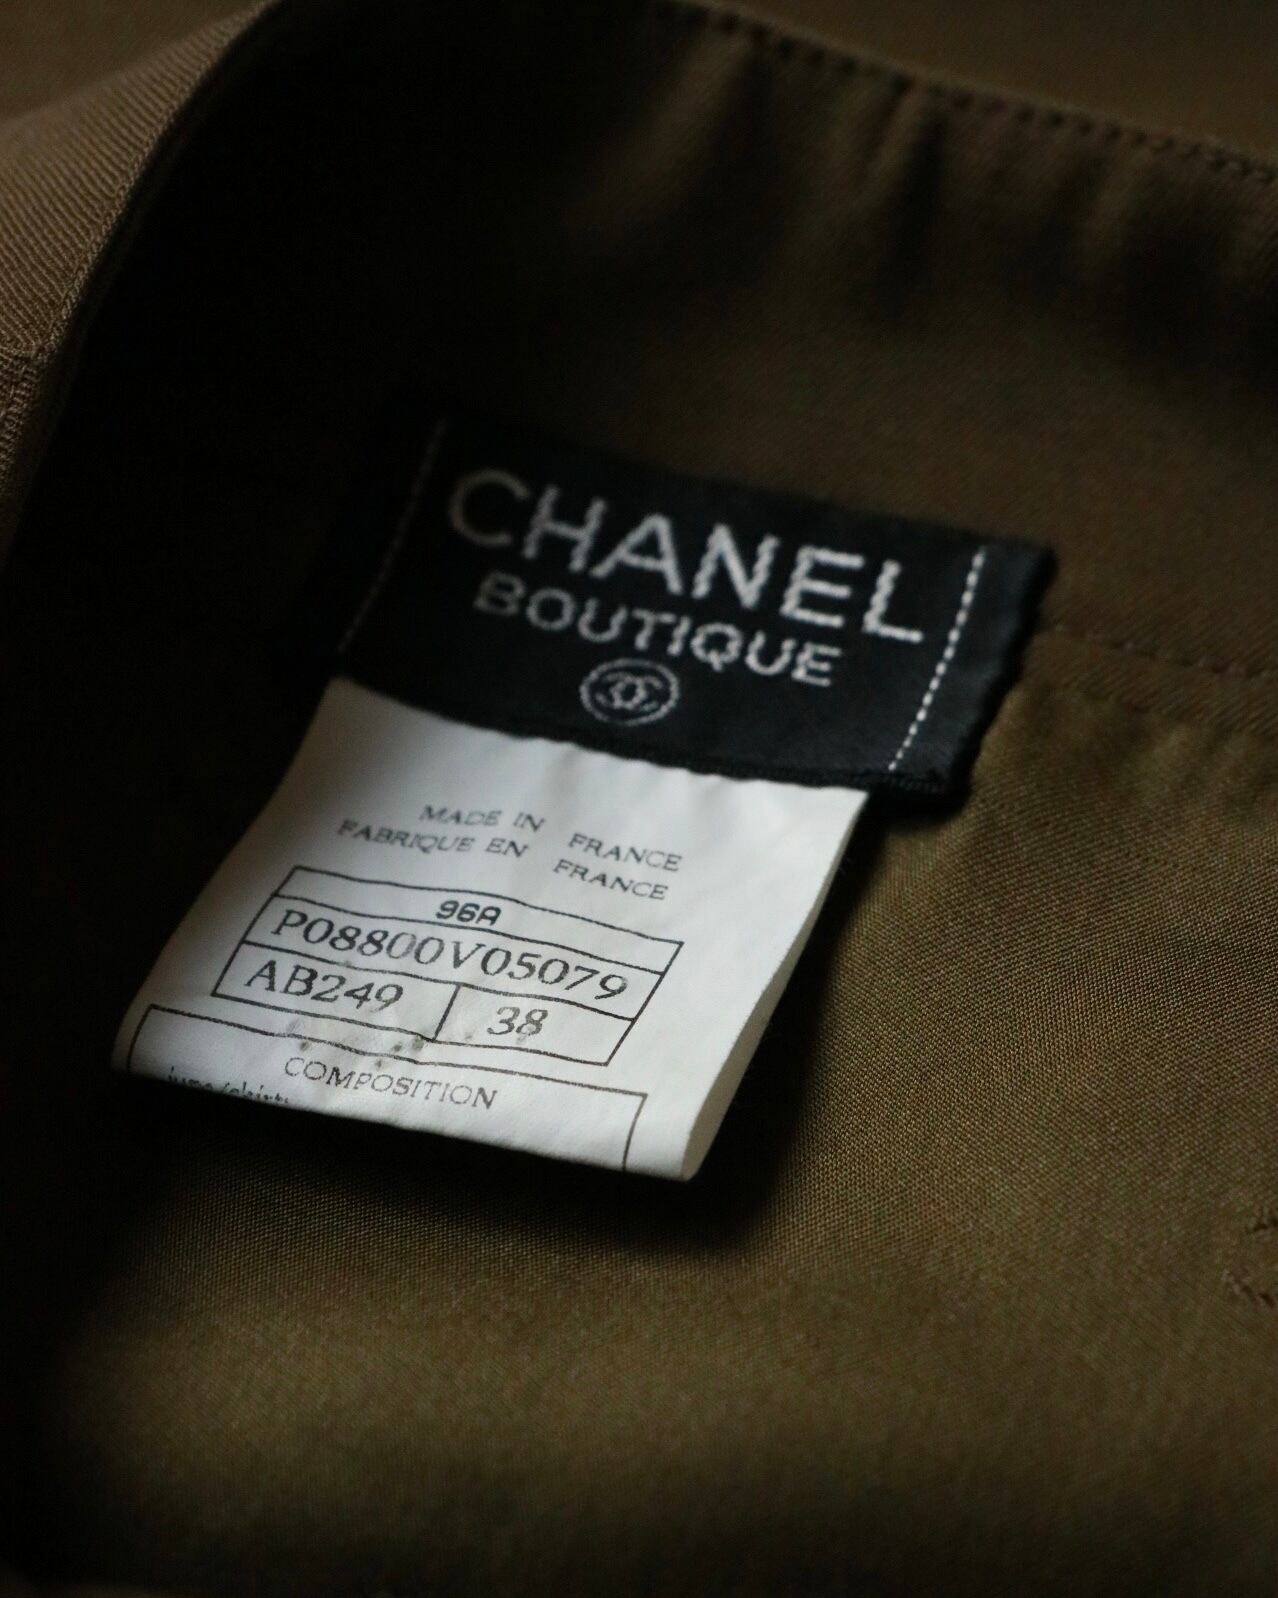 CHANEL
BOUTIQUE
MADE IN FRANCE
FABRIQUE EN FRANCE
96A
P08800V05079
AB249 38
COMPOSITION